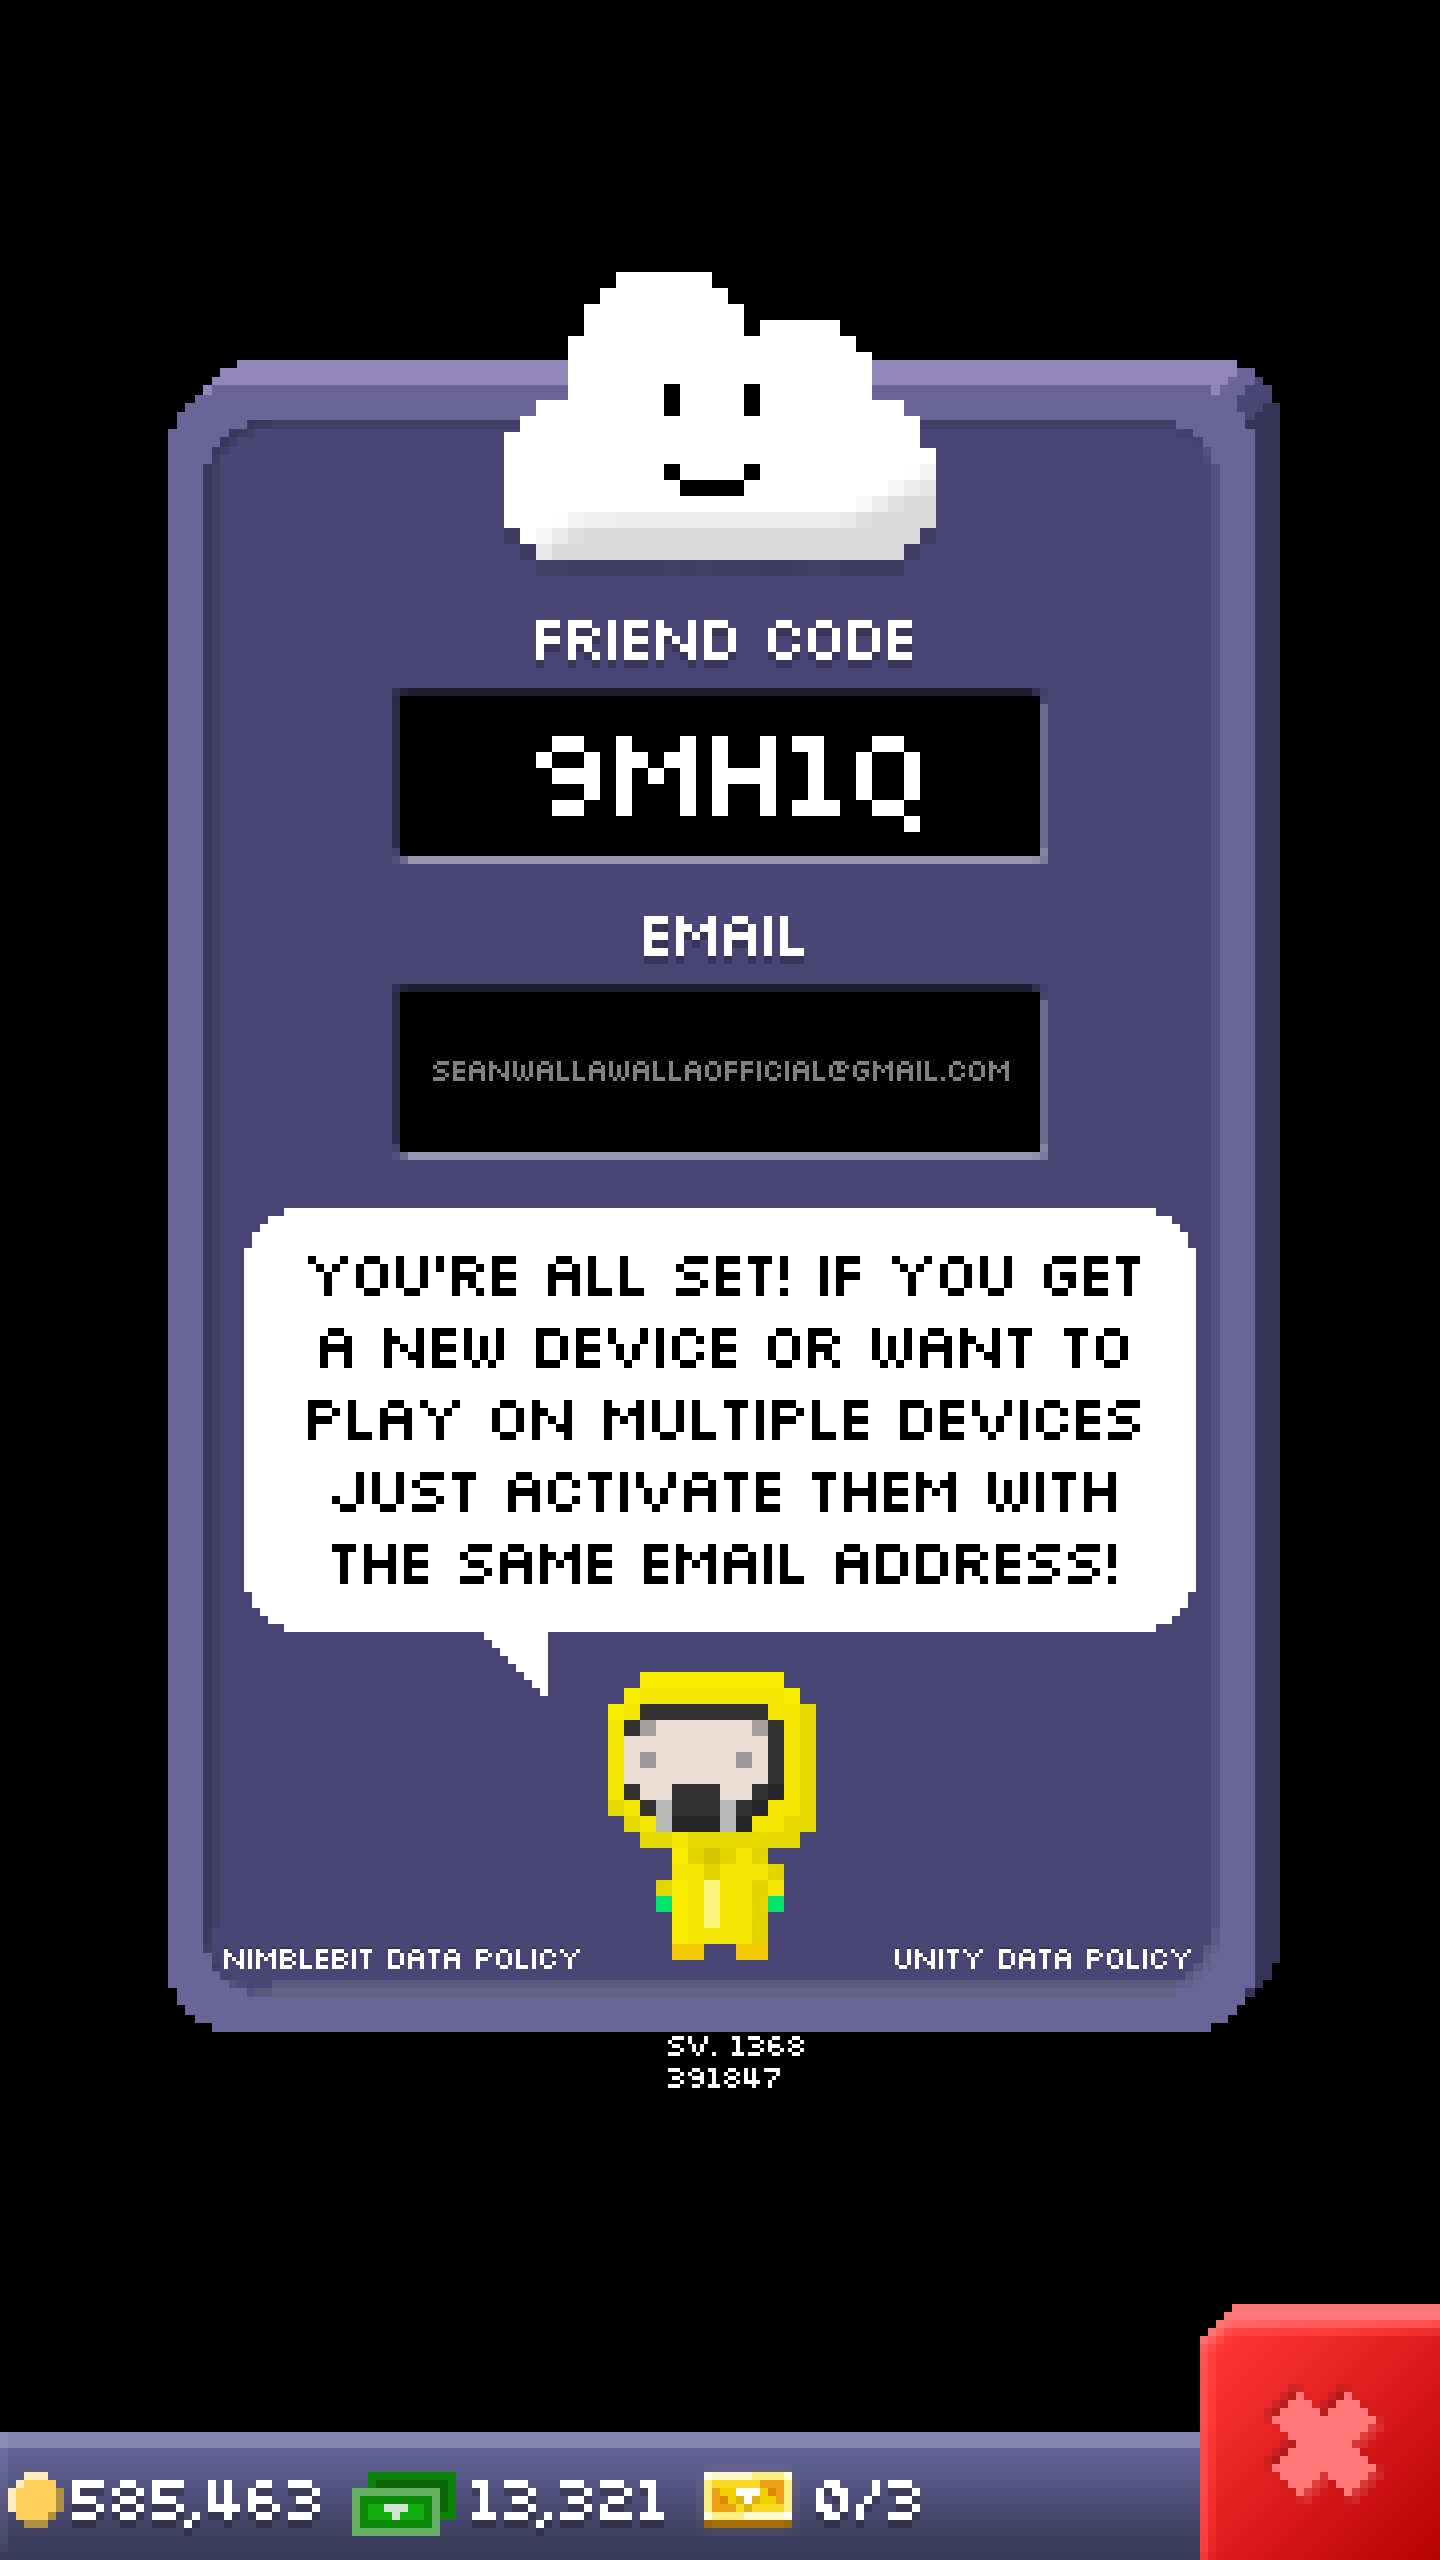 FRIEND CODE
9MH1Q
EMAIL
SEANWALLAWALLAOFFICIAL@GMAIL.COM
YOU'RE ALL SET! IF YOU GET
A NEW DEVICE OR WANT TO
PLAY ON MULTIPLE DEVICES
JUST ACTIVATE THEM WITH
THE SAME EMAIL ADDRESS!
NIMBLEBIT DATA POLICY
UNITY DATA POLICY
SV. 1368
391847
585,463 13,321 0/3